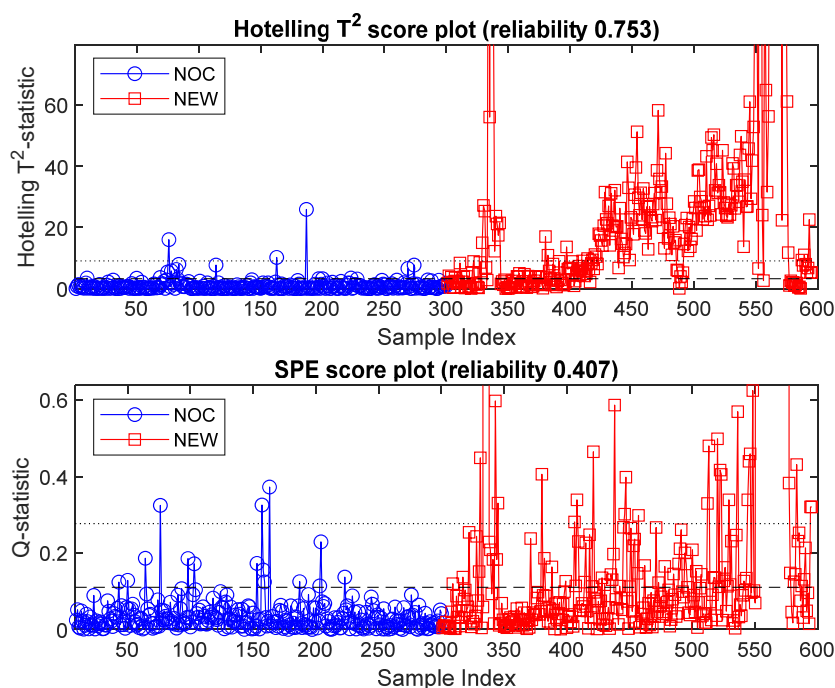 Hotelling T² score plot (reliability 0.753)
NOC
NEW
Hotelling T²-statistic
60
40
20
0
50 100 150 200 250 300 350 400 450 500 550 600
Sample Index
SPE score plot (reliability 0.407)
NOC
NEW
Q-statistic
0.6
0.4
0.2
0
50 100 150 200 250 300 350 400 450 500 550 600
Sample Index